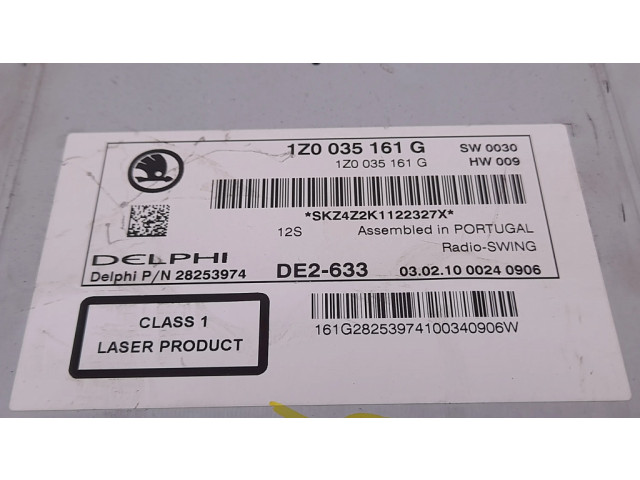 1Z0 035 161 G SW 0030
1Z0 035 161 G HW 009
*SKZ4Z2K1122327X*
12S Assembled in PORTUGAL
Radio-SWING
DELPHI
Delphi P/N 28253974 DE2-633 03.02.10 0024 0906
CLASS 1
LASER PRODUCT
161G28253974100340906W